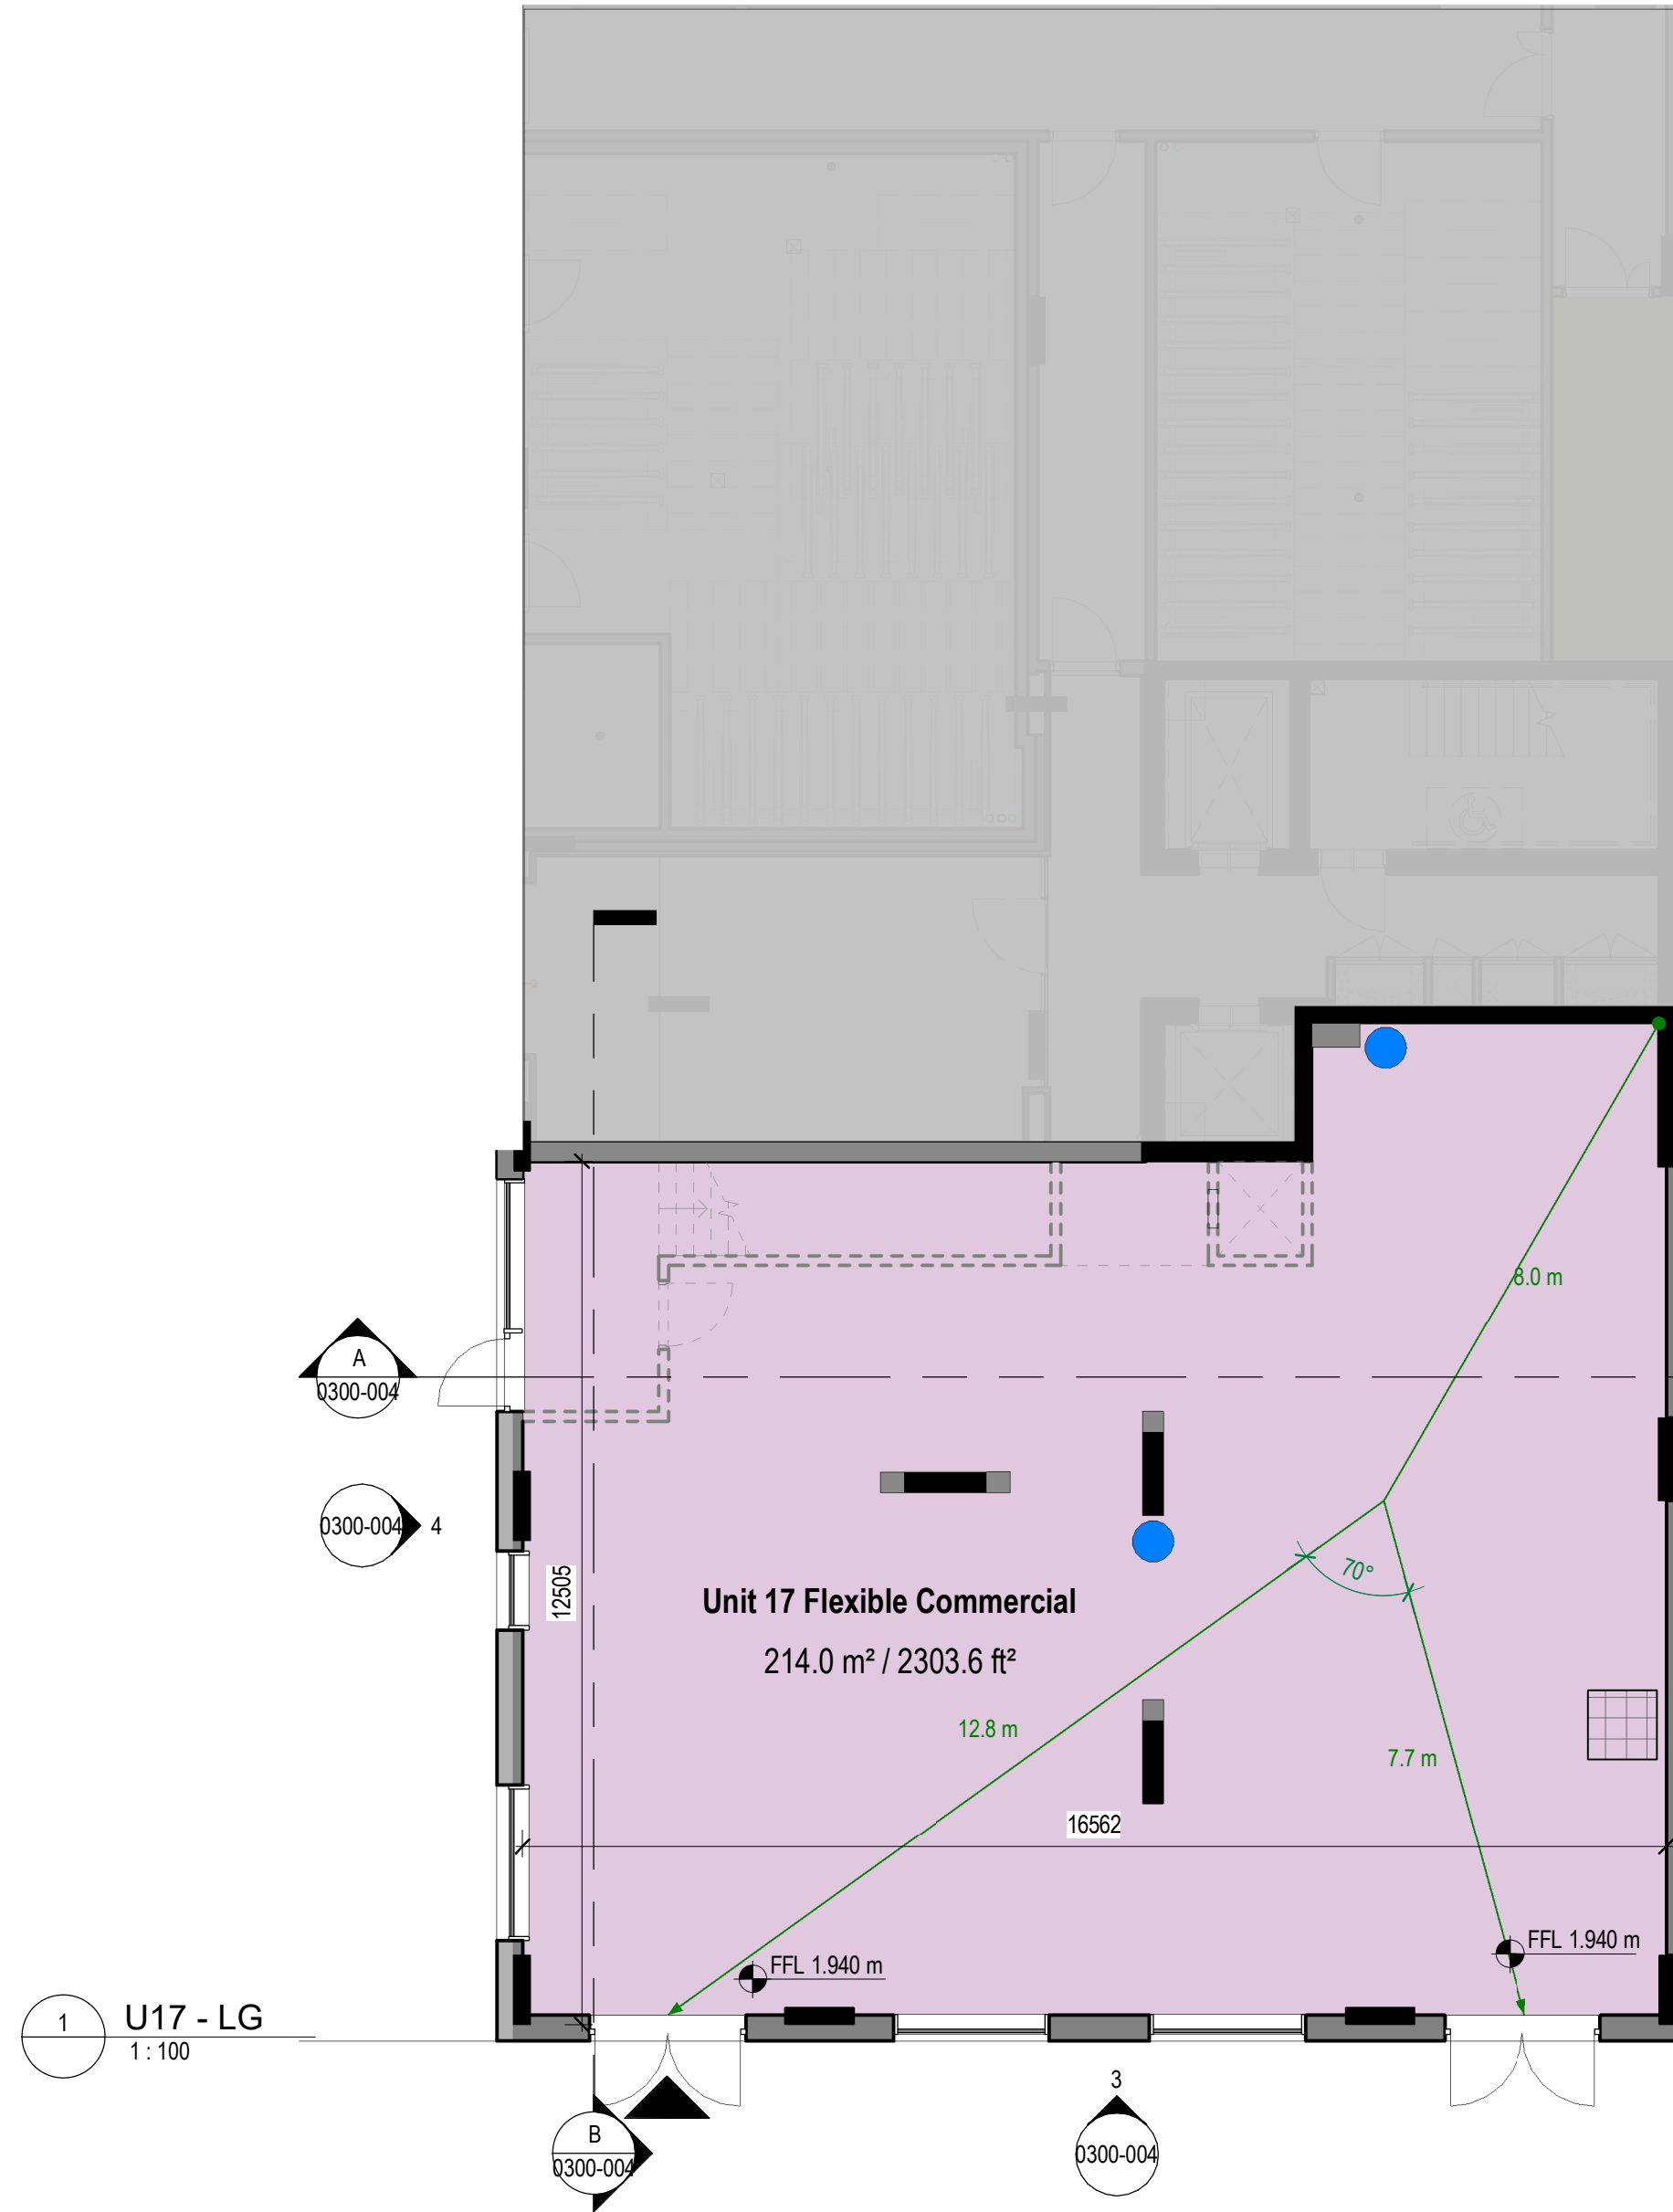 8.0 m
A
0300-004
0300-004
4
12505
70°
Unit 17 Flexible Commercial
214.0 m² / 2303.6 ft²
12.8 m
7.7 m
16562
FFL 1.940 m
FFL 1.940 m
1
U17 - LG
1 : 100
3
B
0300-004
0300-004